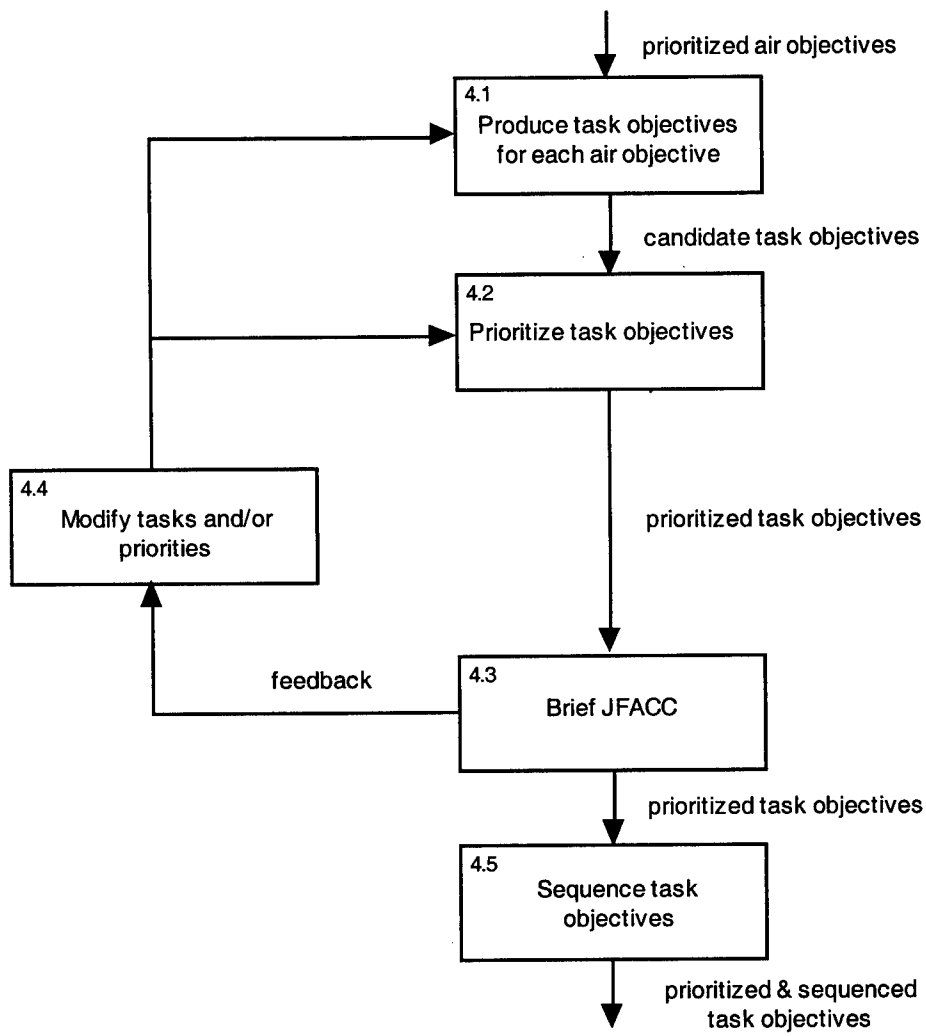 prioritized air objectives
4.1
Produce task objectives
for each air objective
candidate task objectives
4.2
Prioritize task objectives
4.4
Modify tasks and/or
priorities
prioritized task objectives
feedback
4.3
Brief JFACC
prioritized task objectives
4.5
Sequence task
objectives
prioritized & sequenced
task objectives